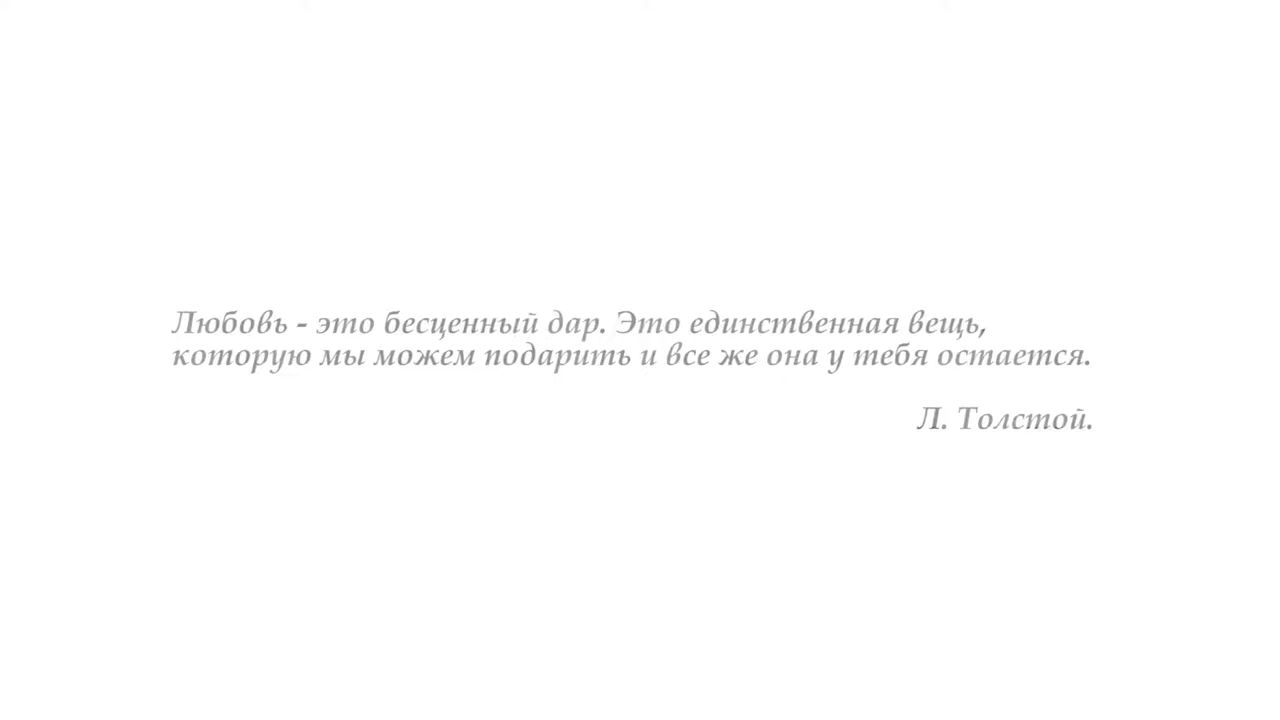 Любовь - это бесценный дар. Это единственная вещь,
которую мы можем подарить и все же она у тебя остается.
Л. Толстой.